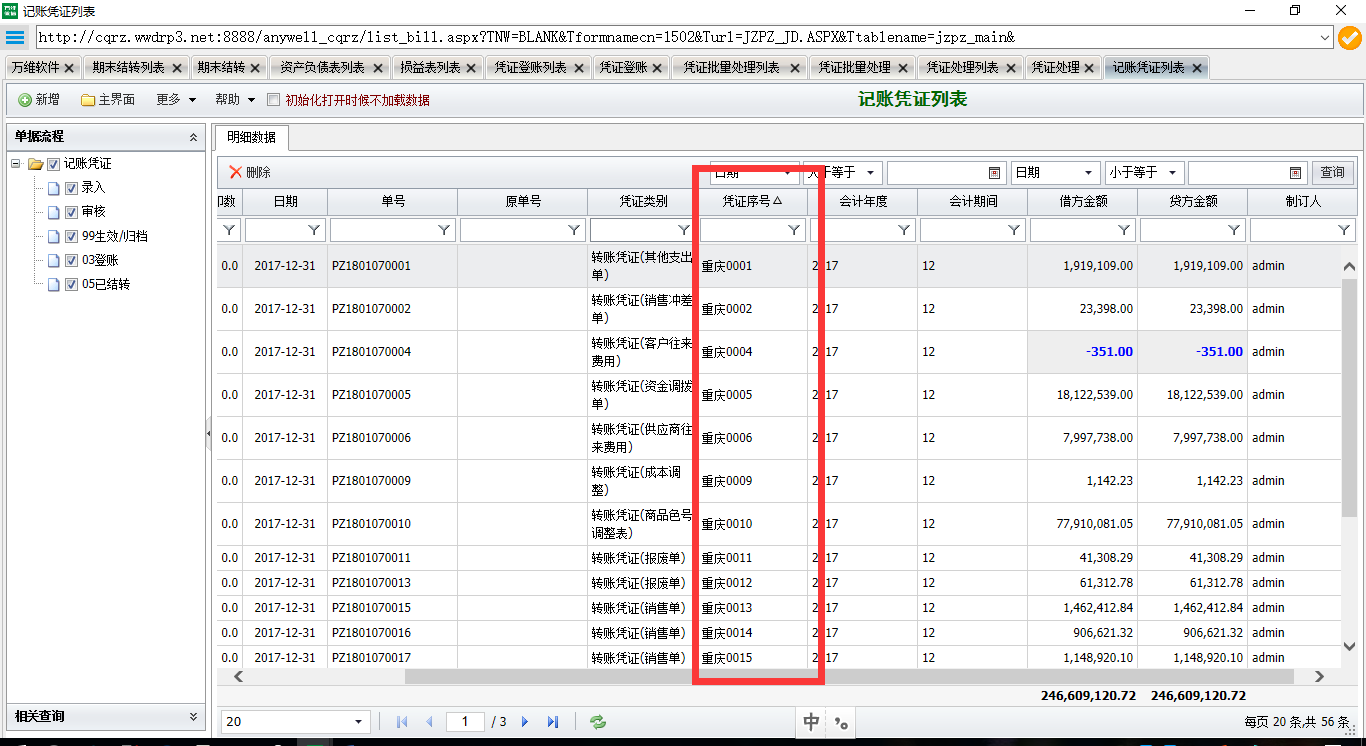 记账凭证列表
http://cqrz.wwdrp3.net:8888/anywell_cqrz/list_bill.aspx?TNW=BLANK&Tformnamecn=1502&Turl=JZPZ_JD.ASPX&Ttablename=jzpz_main&
万维软件 期末结转列表 期末结转 资产负债表列表 损益表列表 凭证登账列表 凭证登账 凭证批量处理列表 凭证批量处理 凭证处理列表 凭证处理 记账凭证列表
新增 主界面 更多 帮助 初始化打开时候不加载数据 记账凭证列表
单据流程
记账凭证
录入
审核
99生效/归档
03登账
05已结转
相关查询
明细数据
删除 日期 大于等于 日期 小于等于 查询
印数 日期 单号 原单号 凭证类别 凭证序号 会计年度 会计期间 借方金额 贷方金额 制订人
0.0 2017-12-31 PZ1801070001 转账凭证(其他支出单) 重庆0001 2017 12 1,919,109.00 1,919,109.00 admin
0.0 2017-12-31 PZ1801070002 转账凭证(销售冲差单) 重庆0002 2017 12 23,398.00 23,398.00 admin
0.0 2017-12-31 PZ1801070004 转账凭证(客户往来费用) 重庆0004 2017 12 -351.00 -351.00 admin
0.0 2017-12-31 PZ1801070005 转账凭证(资金调拨单) 重庆0005 2017 12 18,122,539.00 18,122,539.00 admin
0.0 2017-12-31 PZ1801070006 转账凭证(供应商往来费用) 重庆0006 2017 12 7,997,738.00 7,997,738.00 admin
0.0 2017-12-31 PZ1801070009 转账凭证(成本调整) 重庆0009 2017 12 1,142.23 1,142.23 admin
0.0 2017-12-31 PZ1801070010 转账凭证(商品色号调整表) 重庆0010 2017 12 77,910,081.05 77,910,081.05 admin
0.0 2017-12-31 PZ1801070011 转账凭证(报废单) 重庆0011 2017 12 41,308.29 41,308.29 admin
0.0 2017-12-31 PZ1801070013 转账凭证(报废单) 重庆0012 2017 12 61,312.78 61,312.78 admin
0.0 2017-12-31 PZ1801070015 转账凭证(销售单) 重庆0013 2017 12 1,462,412.84 1,462,412.84 admin
0.0 2017-12-31 PZ1801070016 转账凭证(销售单) 重庆0014 2017 12 906,621.32 906,621.32 admin
0.0 2017-12-31 PZ1801070017 转账凭证(销售单) 重庆0015 2017 12 1,148,920.10 1,148,920.10 admin
246,609,120.72 246,609,120.72
20 1 / 3 中 每页 20 条,共 56 条